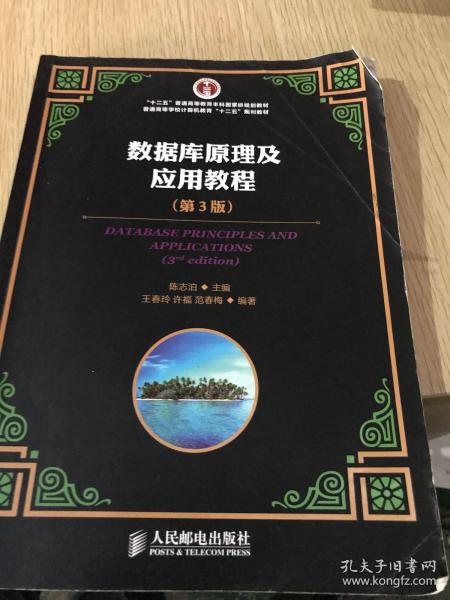 "十二五"普通高等教育本科国家级规划教材
普通高等学校计算机教育"十二五"规划教材
数据库原理及
应用教程
（第3版）
DATABASE PRINCIPLES AND
APPLICATIONS
(3rd edition)
陈志泊 ◆ 主编
王春玲 许福 范春梅 ◆ 编著
人民邮电出版社
POSTS & TELECOM PRESS
孔夫子旧书网
www.kongfz.com